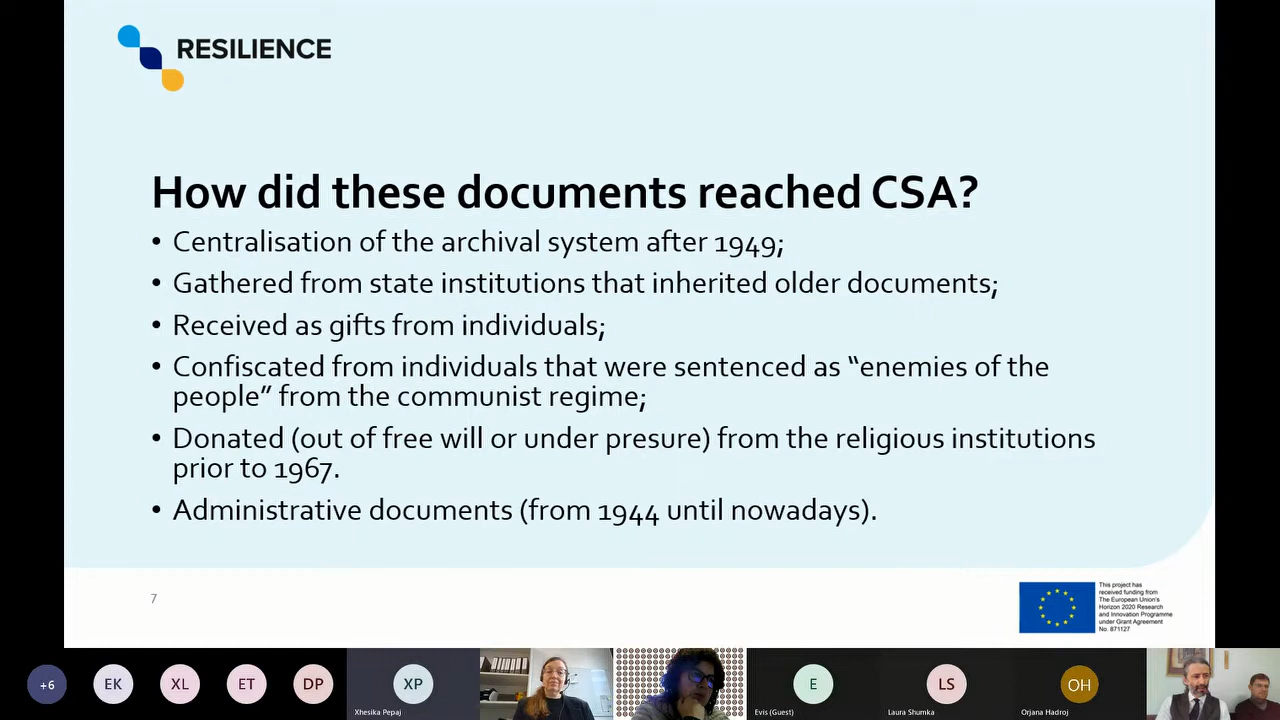 RESILIENCE
How did these documents reached CSA?
• Centralisation of the archival system after 1949;
• Gathered from state institutions that inherited older documents;
• Received as gifts from individuals;
• Confiscated from individuals that were sentenced as “enemies of the
people” from the communist regime;
• Donated (out of free will or under presure) from the religious institutions
prior to 1967.
• Administrative documents (from 1944 until nowadays).
7
This project has
received funding from
The European Union's
Horizon 2020 Research
and Innovation Programme
under Grant Agreement
No. 871127
+6
EK
XL
ET
DP
XP
Xhesika Pepaj
E
Evis (Guest)
LS
Laura Shumka
OH
Orjana Hadroj